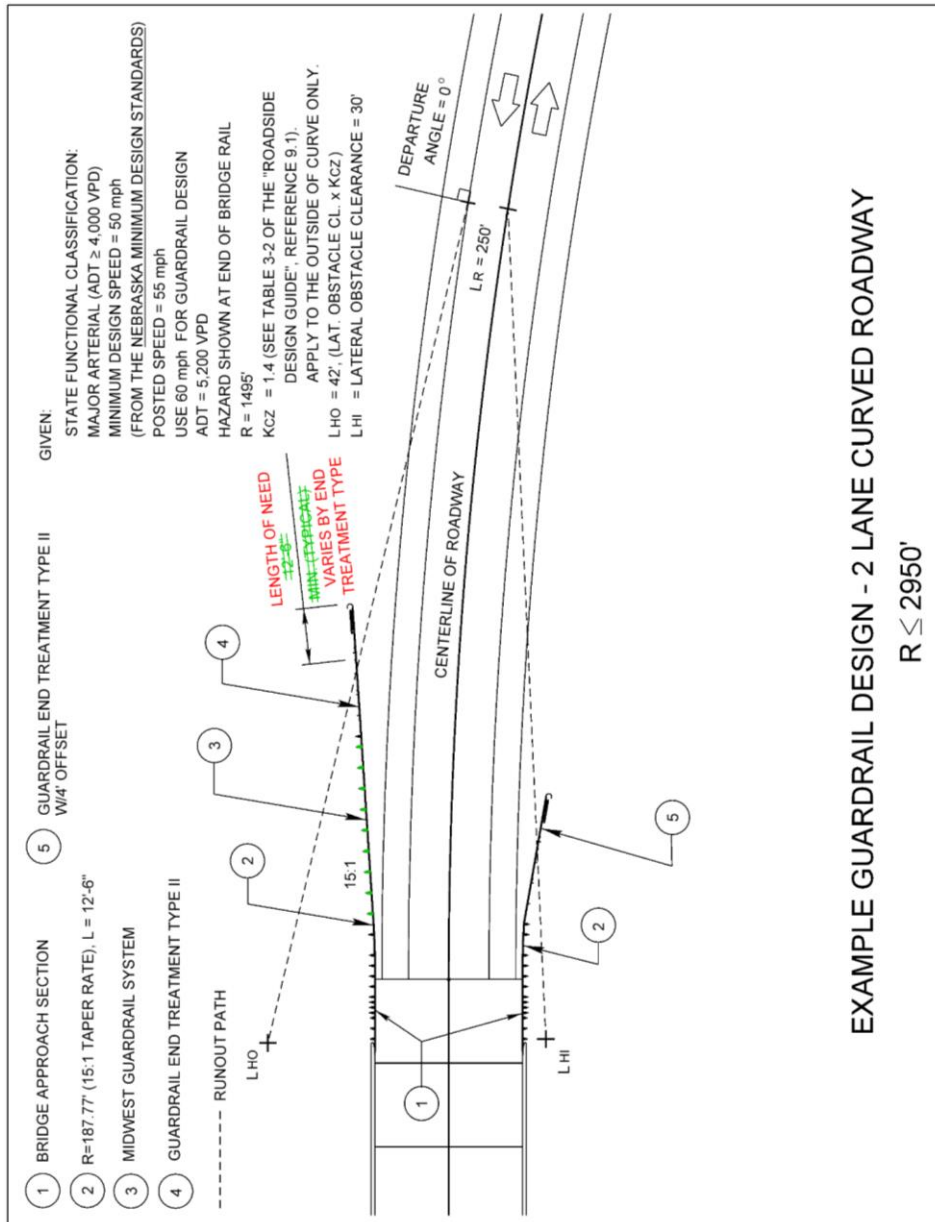 1 BRIDGE APPROACH SECTION
2 R=187.77' (15:1 TAPER RATE), L = 12'-6"
3 MIDWEST GUARDRAIL SYSTEM
4 GUARDRAIL END TREATMENT TYPE II
5 GUARDRAIL END TREATMENT TYPE II
W/4' OFFSET
RUNOUT PATH
GIVEN:
STATE FUNCTIONAL CLASSIFICATION:
MAJOR ARTERIAL (ADT ≥ 4,000 VPD)
MINIMUM DESIGN SPEED = 50 mph
(FROM THE NEBRASKA MINIMUM DESIGN STANDARDS)
POSTED SPEED = 55 mph
USE 60 mph FOR GUARDRAIL DESIGN
ADT = 5,200 VPD
HAZARD SHOWN AT END OF BRIDGE RAIL
R = 1495'
KCZ = 1.4 (SEE TABLE 3-2 OF THE "ROADSIDE
DESIGN GUIDE", REFERENCE 9.1).
APPLY TO THE OUTSIDE OF CURVE ONLY.
LHO = 42', (LAT. OBSTACLE CL. x KCZ)
LHI = LATERAL OBSTACLE CLEARANCE = 30'
LENGTH OF NEED
12'-6"
MIN (TYPICAL)
VARIES BY END
TREATMENT TYPE
LHO
2
15:1
3
4
1
CENTERLINE OF ROADWAY
LR = 250'
DEPARTURE
ANGLE = 0°
LHI
2
5
EXAMPLE GUARDRAIL DESIGN - 2 LANE CURVED ROADWAY
R ≤ 2950'